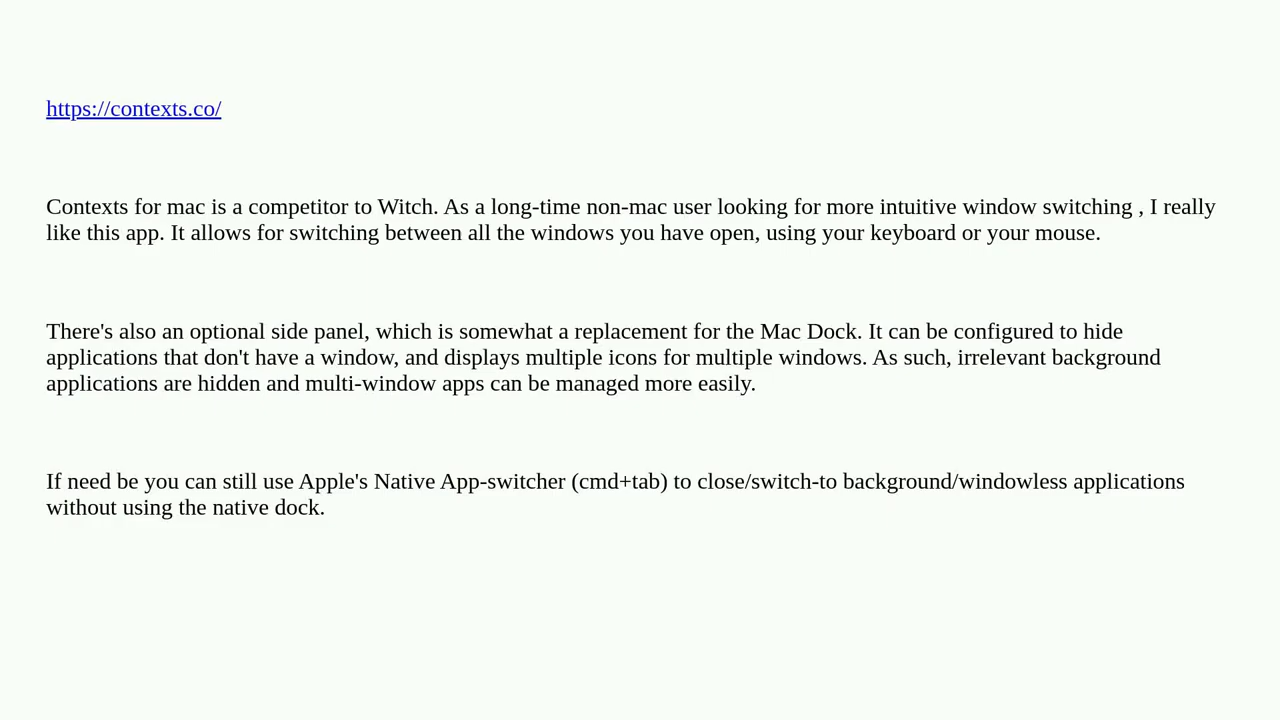 https://contexts.co/
Contexts for mac is a competitor to Witch. As a long-time non-mac user looking for more intuitive window switching , I really
like this app. It allows for switching between all the windows you have open, using your keyboard or your mouse.
There's also an optional side panel, which is somewhat a replacement for the Mac Dock. It can be configured to hide
applications that don't have a window, and displays multiple icons for multiple windows. As such, irrelevant background
applications are hidden and multi-window apps can be managed more easily.
If need be you can still use Apple's Native App-switcher (cmd+tab) to close/switch-to background/windowless applications
without using the native dock.